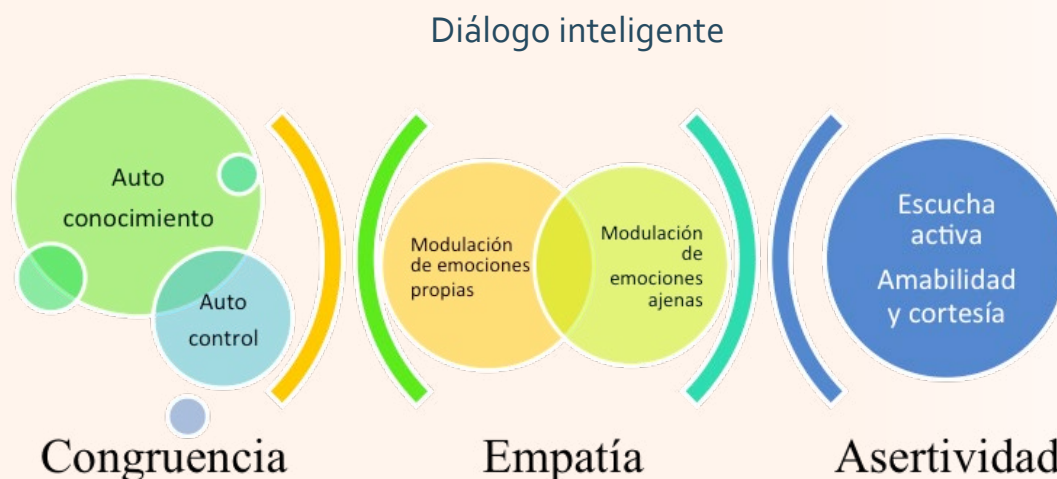 Diálogo inteligente
Auto
conocimiento
Auto
control
Congruencia
Modulación
de emociones
propias
Modulación
de
emociones
ajenas
Empatía
Escucha
activa
Amabilidad
y cortesía
Asertividad